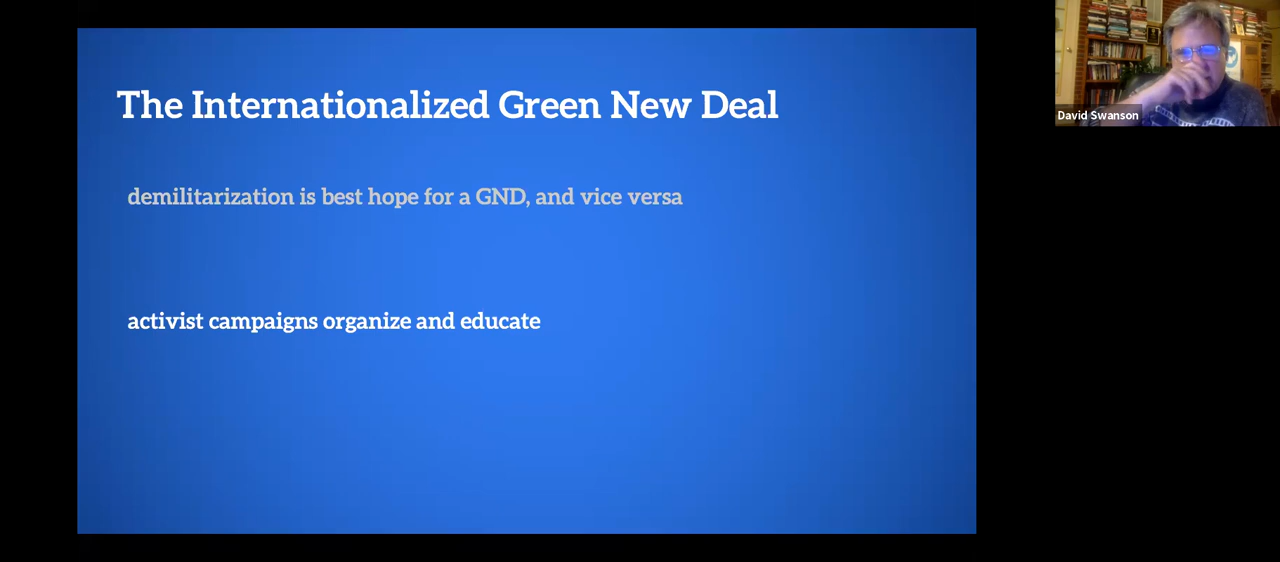 The Internationalized Green New Deal
demilitarization is best hope for a GND, and vice versa
activist campaigns organize and educate
David Swanson